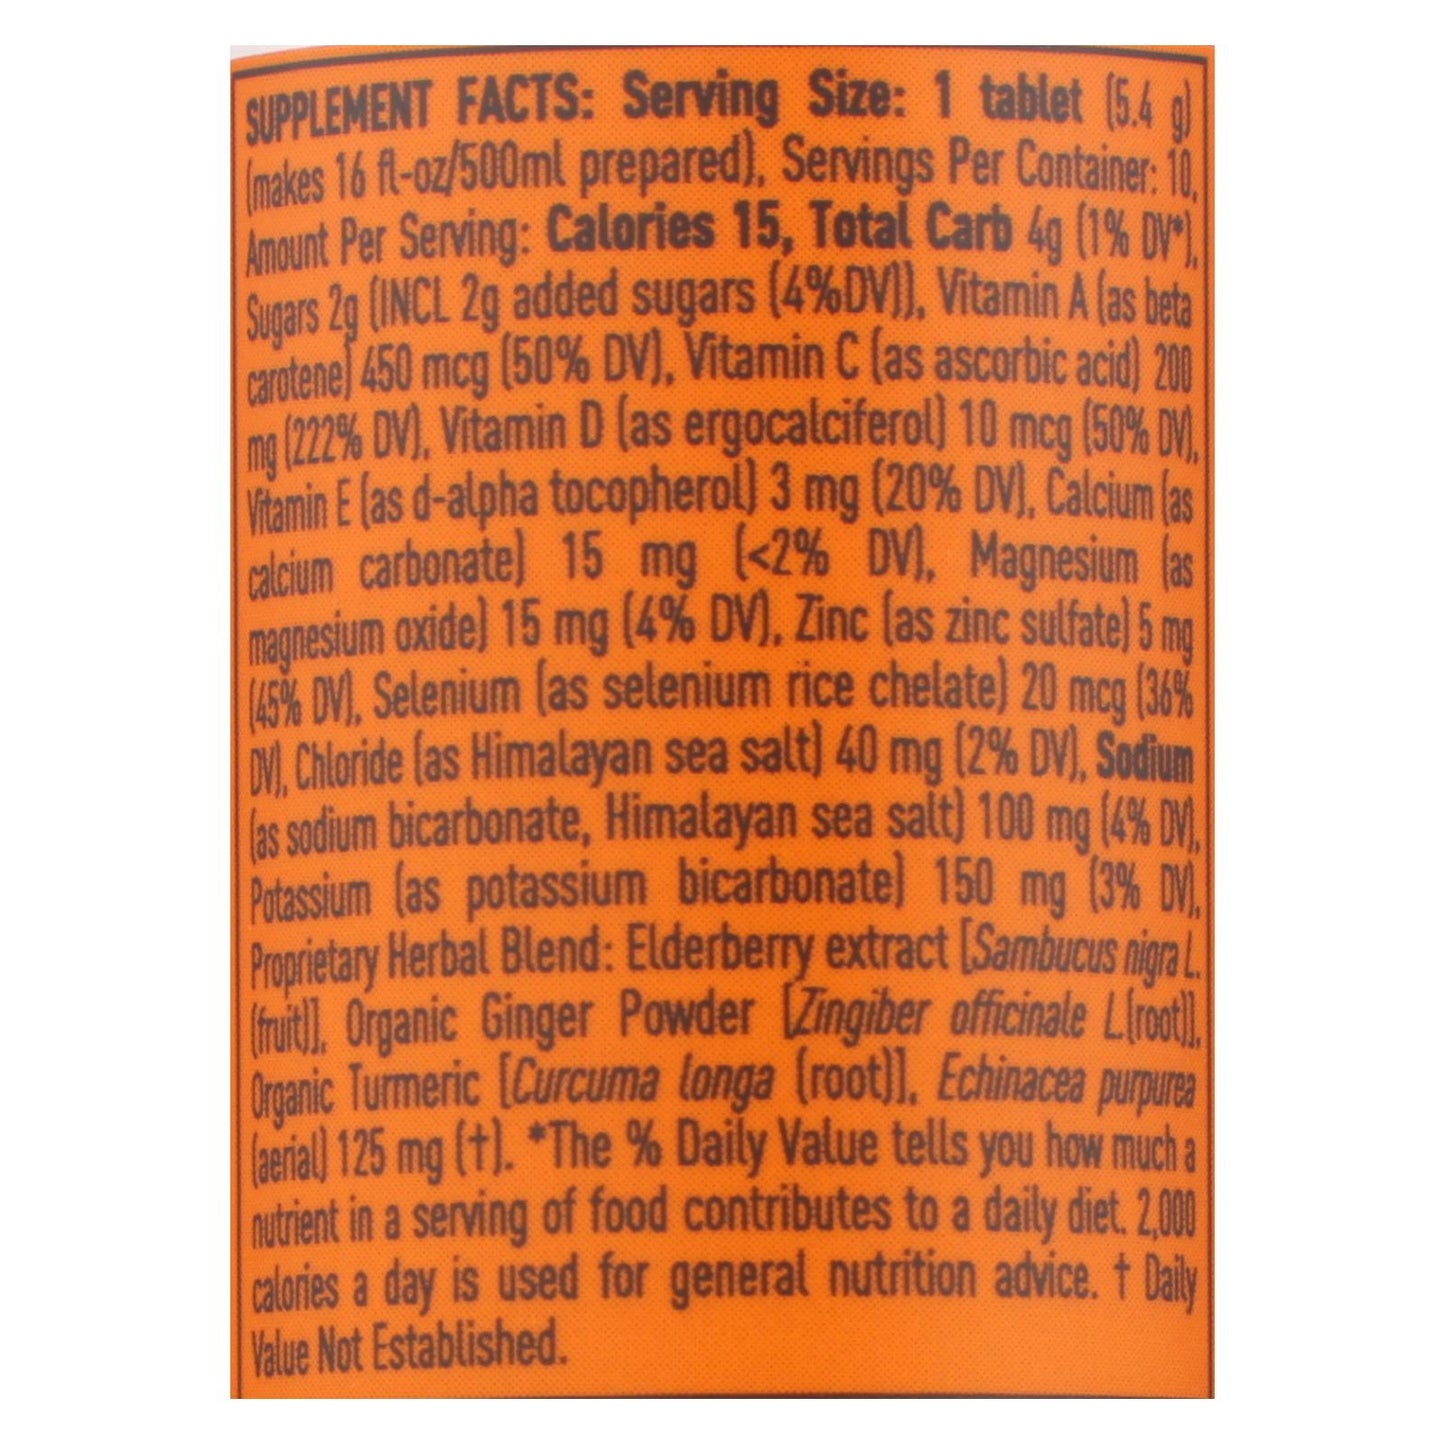 SUPPLEMENT FACTS: Serving Size: 1 tablet (5.4 g)
(makes 16 fl-oz/500ml prepared), Servings Per Container: 10,
Amount Per Serving: Calories 15, Total Carb 4g (1% DV*),
Sugars 2g (INCL 2g added sugars (4%DV)), Vitamin A (as beta
carotene) 450 mcg (50% DV), Vitamin C (as ascorbic acid) 200
mg (222% DV), Vitamin D (as ergocalciferol) 10 mcg (50% DV),
Vitamin E (as d-alpha tocopherol) 3 mg (20% DV), Calcium (as
calcium carbonate) 15 mg (<2% DV), Magnesium (as
magnesium oxide) 15 mg (4% DV), Zinc (as zinc sulfate) 5 mg
(45% DV), Selenium (as selenium rice chelate) 20 mcg (36%
DV), Chloride (as Himalayan sea salt) 40 mg (2% DV), Sodium
(as sodium bicarbonate, Himalayan sea salt) 100 mg (4% DV),
Potassium (as potassium bicarbonate) 150 mg (3% DV),
Proprietary Herbal Blend: Elderberry extract [Sambucus nigra L.
(fruit)], Organic Ginger Powder [Zingiber officinale L.(root)],
Organic Turmeric [Curcuma longa (root)], Echinacea purpurea
(aerial) 125 mg (†). *The % Daily Value tells you how much a
nutrient in a serving of food contributes to a daily diet. 2,000
calories a day is used for general nutrition advice. † Daily
Value Not Established.